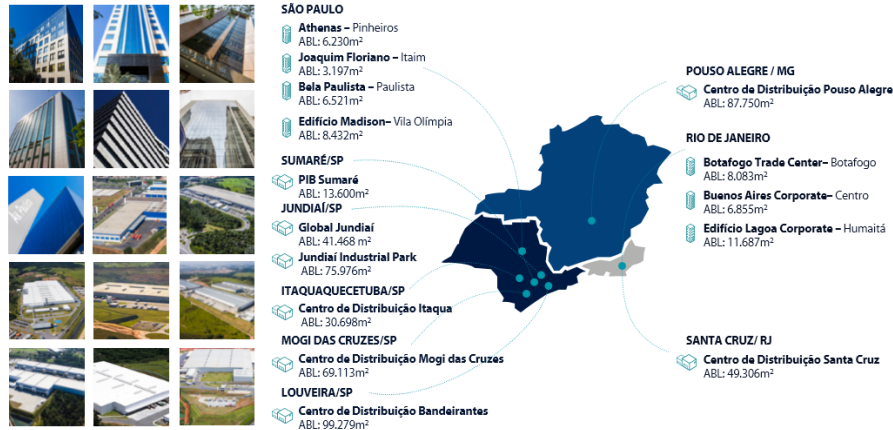 SÃO PAULO
Athenas – Pinheiros
ABL: 6.230m²
Joaquim Floriano – Itaim
ABL: 3.197m²
Bela Paulista – Paulista
ABL: 6.521m²
Edifício Madison– Vila Olímpia
ABL: 8.432m²
SUMARÉ/SP
PIB Sumaré
ABL: 13.600m²
JUNDIAÍ/SP
Global Jundiaí
ABL: 41.468 m²
Jundiaí Industrial Park
ABL: 75.976m²
ITAQUAQUECETUBA/SP
Centro de Distribuição Itaqua
ABL: 30.698m²
MOGI DAS CRUZES/SP
Centro de Distribuição Mogi das Cruzes
ABL: 69.113m²
LOUVEIRA/SP
Centro de Distribuição Bandeirantes
ABL: 99.279m²
POUSO ALEGRE / MG
Centro de Distribuição Pouso Alegre
ABL: 87.750m²
RIO DE JANEIRO
Botafogo Trade Center– Botafogo
ABL: 8.083m²
Buenos Aires Corporate– Centro
ABL: 6.855m²
Edifício Lagoa Corporate – Humaitá
ABL: 11.687m²
SANTA CRUZ/ RJ
Centro de Distribuição Santa Cruz
ABL: 49.306m²